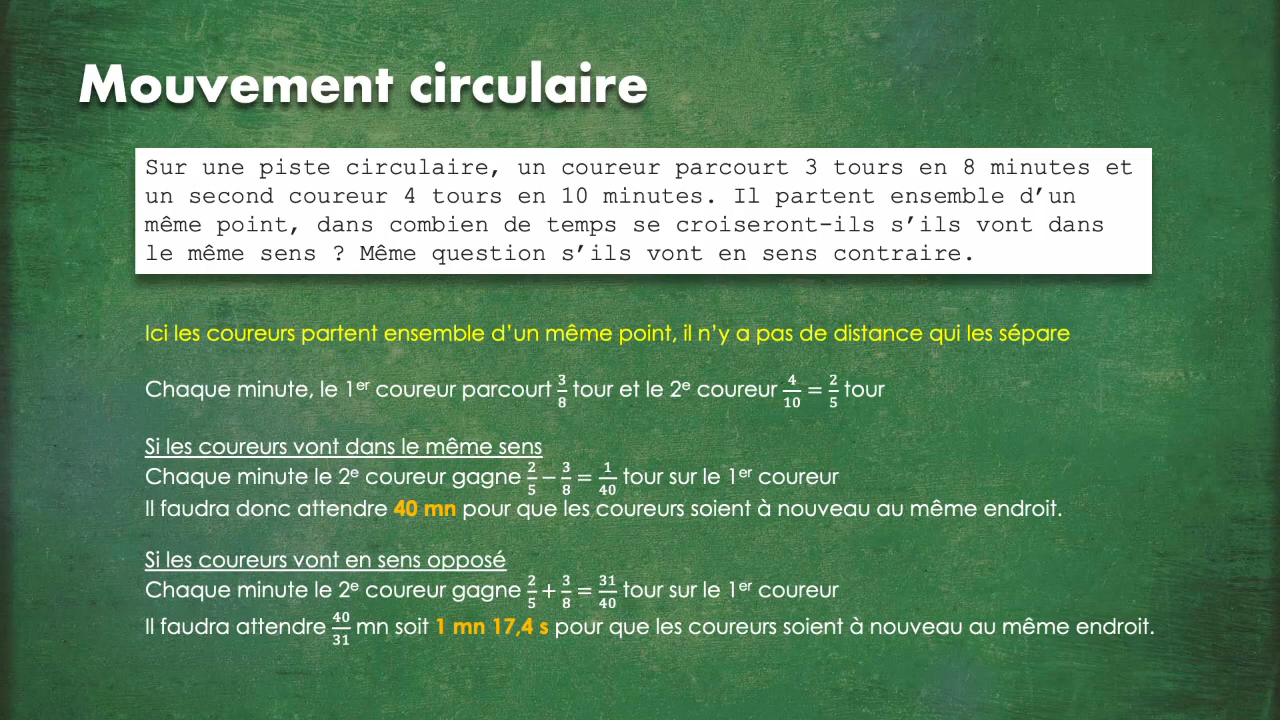 Mouvement circulaire
Sur une piste circulaire, un coureur parcourt 3 tours en 8 minutes et
un second coureur 4 tours en 10 minutes. Il partent ensemble d’un
même point, dans combien de temps se croiseront-ils s’ils vont dans
le même sens ? Même question s’ils vont en sens contraire.
Ici les coureurs partent ensemble d’un même point, il n’y a pas de distance qui les sépare
Chaque minute, le 1er coureur parcourt 3/8 tour et le 2e coureur 4/10 = 2/5 tour
Si les coureurs vont dans le même sens
Chaque minute le 2e coureur gagne 2/5 − 3/8 = 1/40 tour sur le 1er coureur
Il faudra donc attendre 40 mn pour que les coureurs soient à nouveau au même endroit.
Si les coureurs vont en sens opposé
Chaque minute le 2e coureur gagne 2/5 + 3/8 = 31/40 tour sur le 1er coureur
Il faudra attendre 40/31 mn soit 1 mn 17,4 s pour que les coureurs soient à nouveau au même endroit.